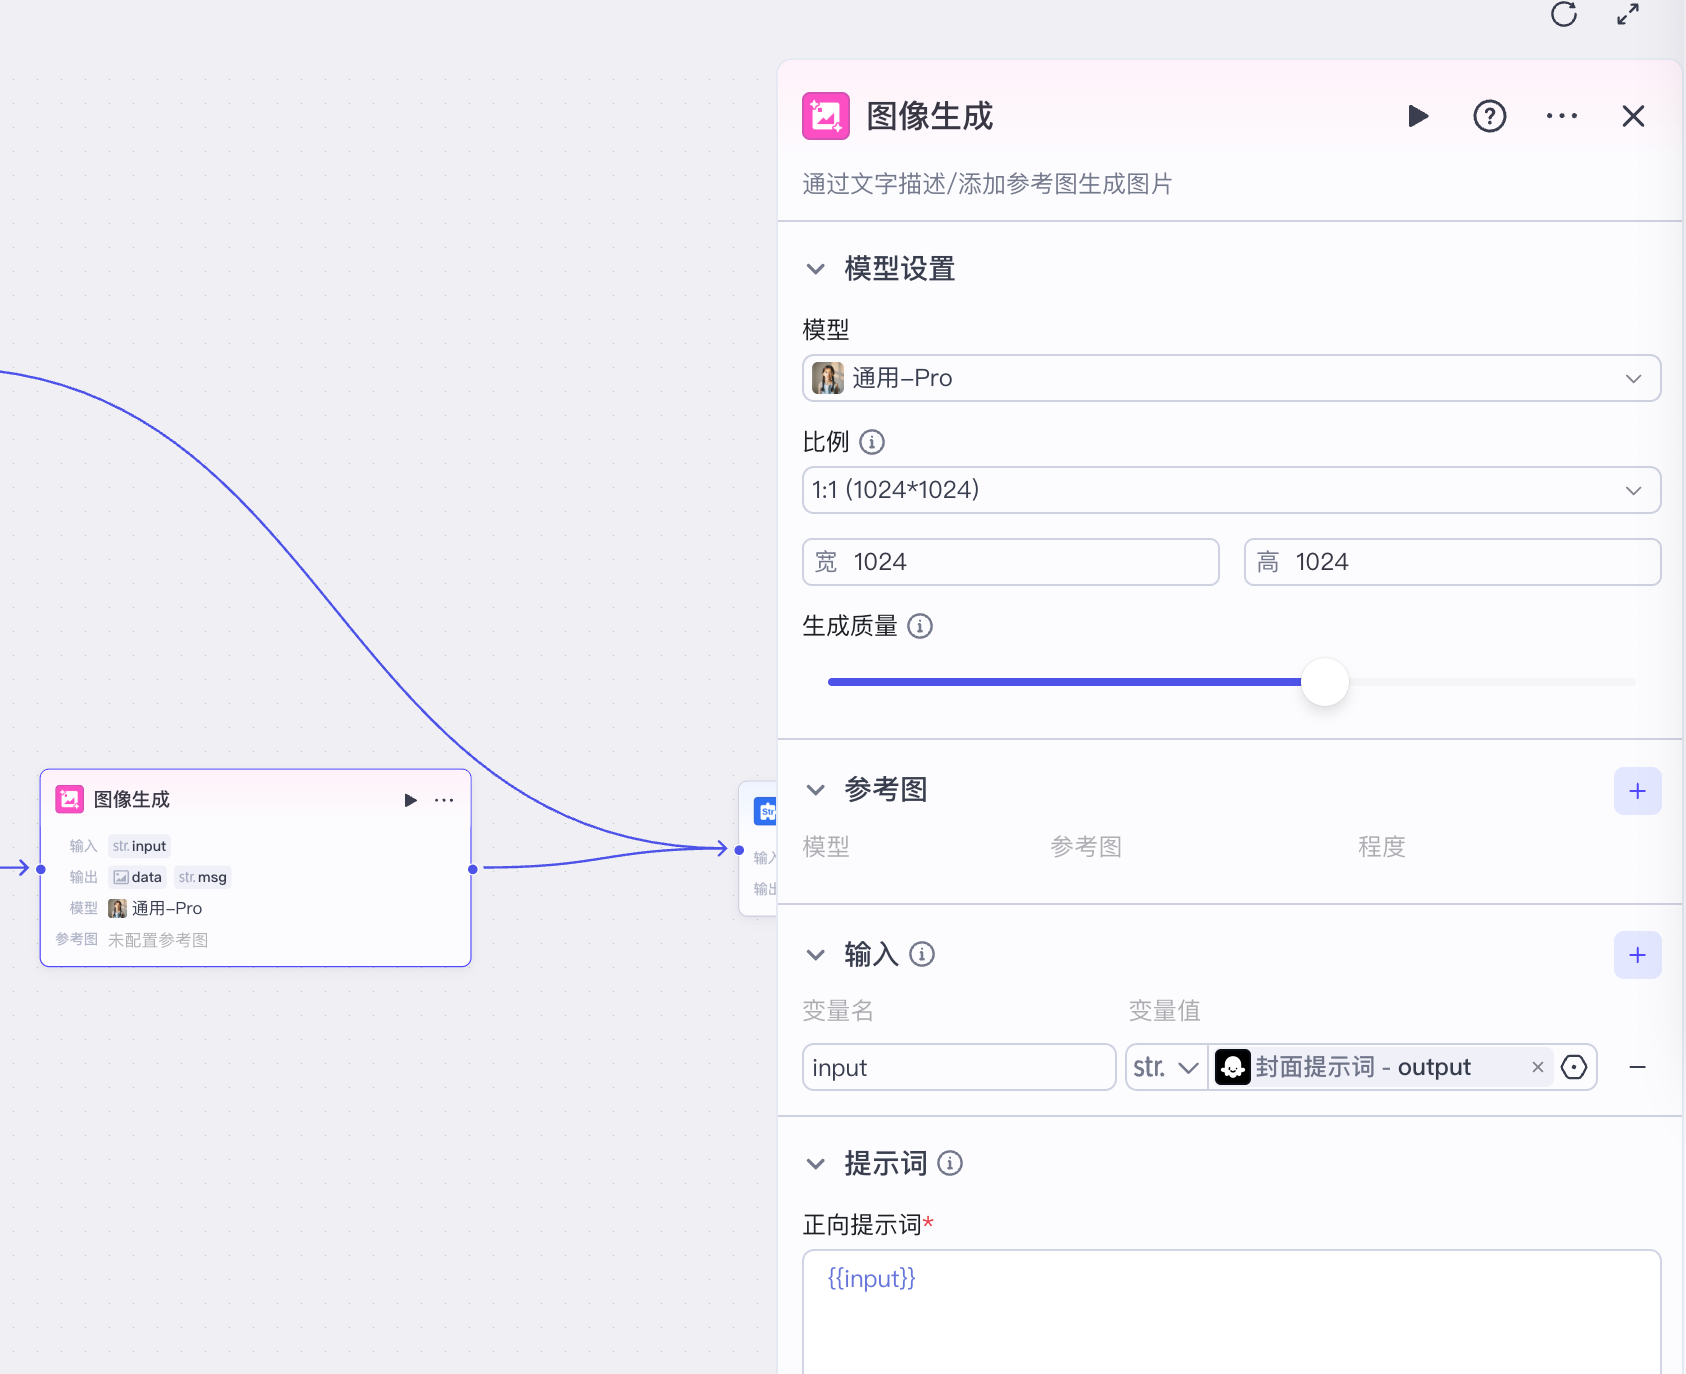 图像生成
通过文字描述/添加参考图生成图片
模型设置
模型
通用-Pro
比例
1:1 (1024*1024)
宽 1024
高 1024
生成质量
参考图
模型 参考图 程度
输入
变量名 变量值
input str. 封面提示词 - output
提示词
正向提示词*
{{input}}
图像生成
输入 str. input
输出 data str. msg
模型 通用-Pro
参考图 未配置参考图
Str
输入
输出